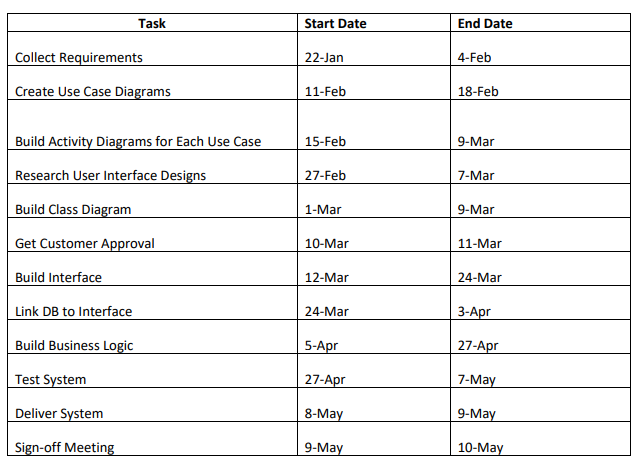 Task Start Date End Date
Collect Requirements 22-Jan 4-Feb
Create Use Case Diagrams 11-Feb 18-Feb
Build Activity Diagrams for Each Use Case 15-Feb 9-Mar
Research User Interface Designs 27-Feb 7-Mar
Build Class Diagram 1-Mar 9-Mar
Get Customer Approval 10-Mar 11-Mar
Build Interface 12-Mar 24-Mar
Link DB to Interface 24-Mar 3-Apr
Build Business Logic 5-Apr 27-Apr
Test System 27-Apr 7-May
Deliver System 8-May 9-May
Sign-off Meeting 9-May 10-May